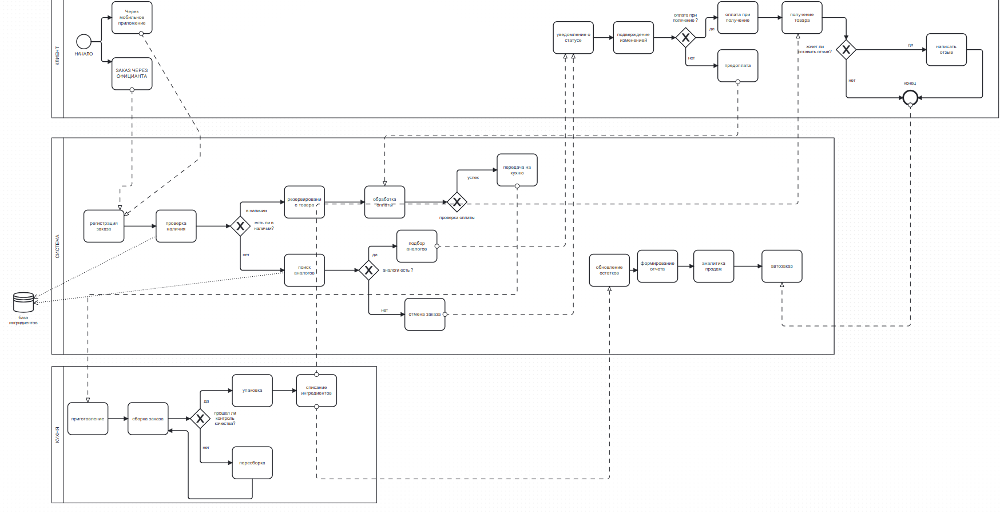 КЛИЕНТ
НАЧАЛО
Через
мобильное
приложение
ЗАКАЗ ЧЕРЕЗ
ОФИЦИАНТА
уведомление о
статусе
подверждение
измененией
оплата при
получение ?
да
нет
оплата при
получение
предоплата
получение
товара
хочет ли
оставить отзыв?
да
нет
написать
отзыв
конец
СИСТЕМА
регистрация
заказа
проверка
наличия
в наличии
есть ли в
наличии?
нет
резервировани
е товара
обработка
оплаты
успех
проверка оплаты
передача на
кухню
поиск
аналогов
да
аналоги есть ?
нет
подбор
аналогов
отмена заказа
обновление
остатков
формирование
отчета
аналитика
продаж
автозаказ
база
ингридиентов
КУХНЯ
приготовление
сборка заказа
да
прошел ли
контроль
качества?
нет
упаковка
списание
ингредиентов
пересборка